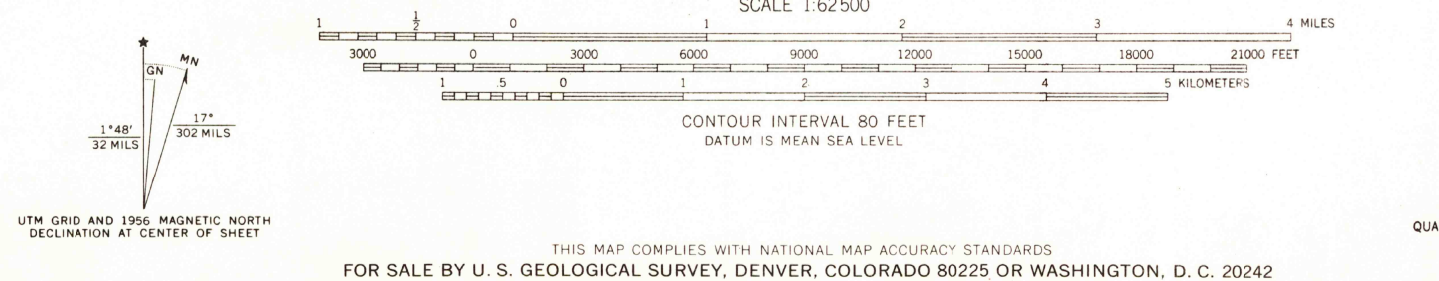 SCALE 1:62500
1 ½ 0 1 2 3 4 MILES
3000 0 3000 6000 9000 12000 15000 18000 21000 FEET
1 .5 0 1 2 3 4 5 KILOMETERS
CONTOUR INTERVAL 80 FEET
DATUM IS MEAN SEA LEVEL
★
GN
MN
1°48′
32 MILS
17°
302 MILS
UTM GRID AND 1956 MAGNETIC NORTH
DECLINATION AT CENTER OF SHEET
QUA
THIS MAP COMPLIES WITH NATIONAL MAP ACCURACY STANDARDS
FOR SALE BY U. S. GEOLOGICAL SURVEY, DENVER, COLORADO 80225 OR WASHINGTON, D. C. 20242